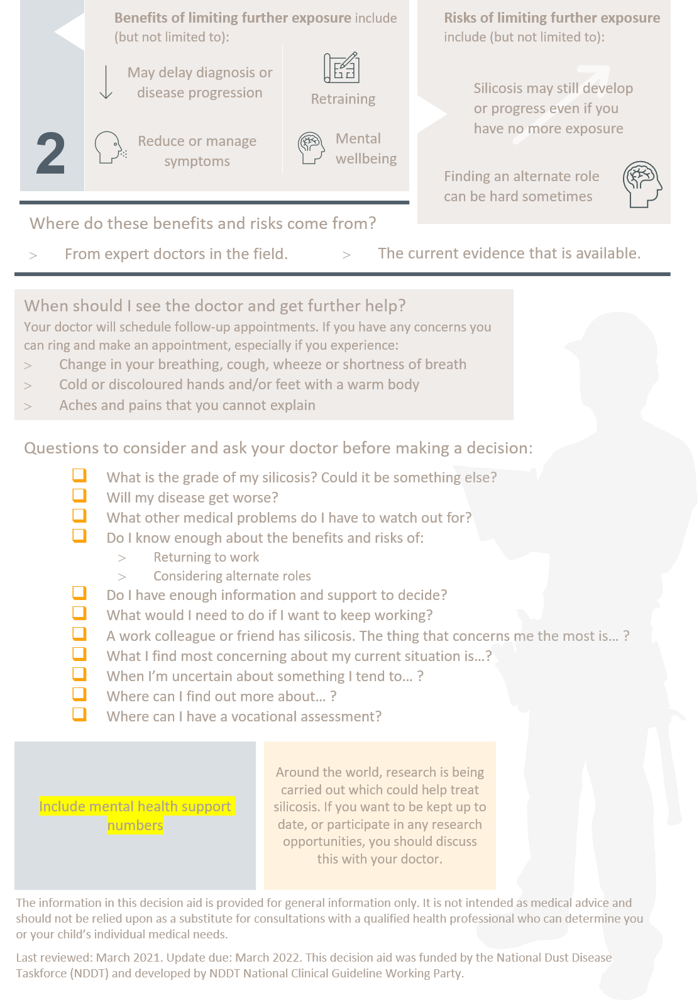 Benefits of limiting further exposure include
(but not limited to):
May delay diagnosis or
disease progression
Retraining
2
Reduce or manage
symptoms
Mental
wellbeing
Risks of limiting further exposure
include (but not limited to):
Silicosis may still develop
or progress even if you
have no more exposure
Finding an alternate role
can be hard sometimes
Where do these benefits and risks come from?
> From expert doctors in the field.
> The current evidence that is available.
When should I see the doctor and get further help?
Your doctor will schedule follow-up appointments. If you have any concerns you
can ring and make an appointment, especially if you experience:
> Change in your breathing, cough, wheeze or shortness of breath
> Cold or discoloured hands and/or feet with a warm body
> Aches and pains that you cannot explain
Questions to consider and ask your doctor before making a decision:
❑ What is the grade of my silicosis? Could it be something else?
❑ Will my disease get worse?
❑ What other medical problems do I have to watch out for?
❑ Do I know enough about the benefits and risks of:
> Returning to work
> Considering alternate roles
❑ Do I have enough information and support to decide?
❑ What would I need to do if I want to keep working?
❑ A work colleague or friend has silicosis. The thing that concerns me the most is... ?
❑ What I find most concerning about my current situation is...?
❑ When I'm uncertain about something I tend to... ?
❑ Where can I find out more about... ?
❑ Where can I have a vocational assessment?
Include mental health support
numbers
Around the world, research is being
carried out which could help treat
silicosis. If you want to be kept up to
date, or participate in any research
opportunities, you should discuss
this with your doctor.
The information in this decision aid is provided for general information only. It is not intended as medical advice and
should not be relied upon as a substitute for consultations with a qualified health professional who can determine you
or your child's individual medical needs.
Last reviewed: March 2021. Update due: March 2022. This decision aid was funded by the National Dust Disease
Taskforce (NDDT) and developed by NDDT National Clinical Guideline Working Party.